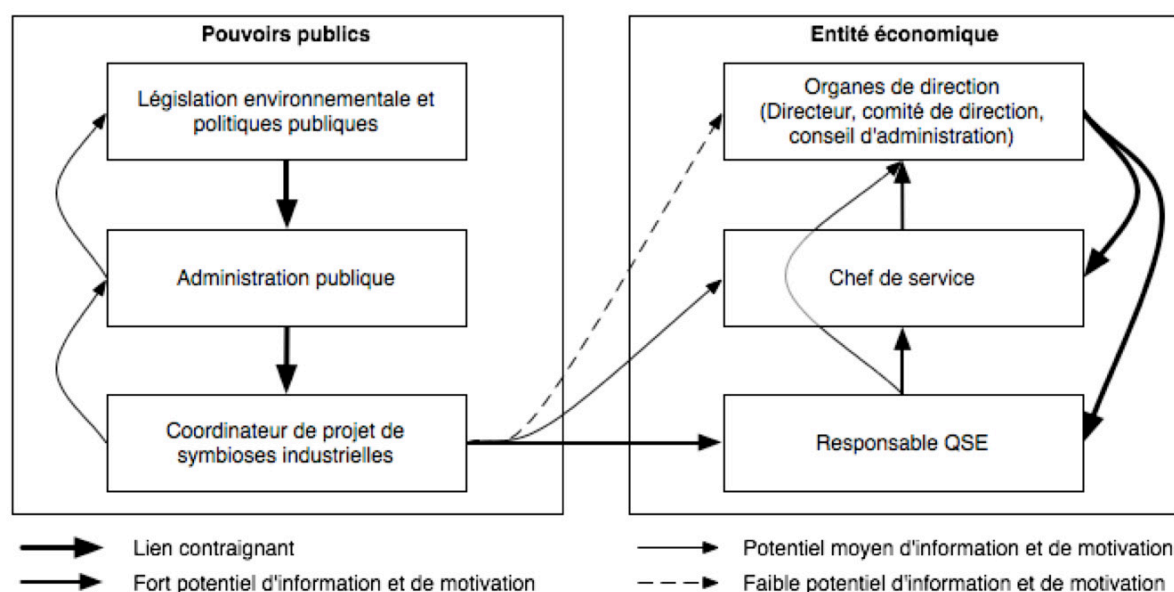 Pouvoirs publics
Législation environnementale et
politiques publiques
Administration publique
Coordinateur de projet de
symbioses industrielles
Entité économique
Organes de direction
(Directeur, comité de direction,
conseil d'administration)
Chef de service
Responsable QSE
Lien contraignant
Fort potentiel d'information et de motivation
Potentiel moyen d'information et de motivation
Faible potentiel d'information et de motivation